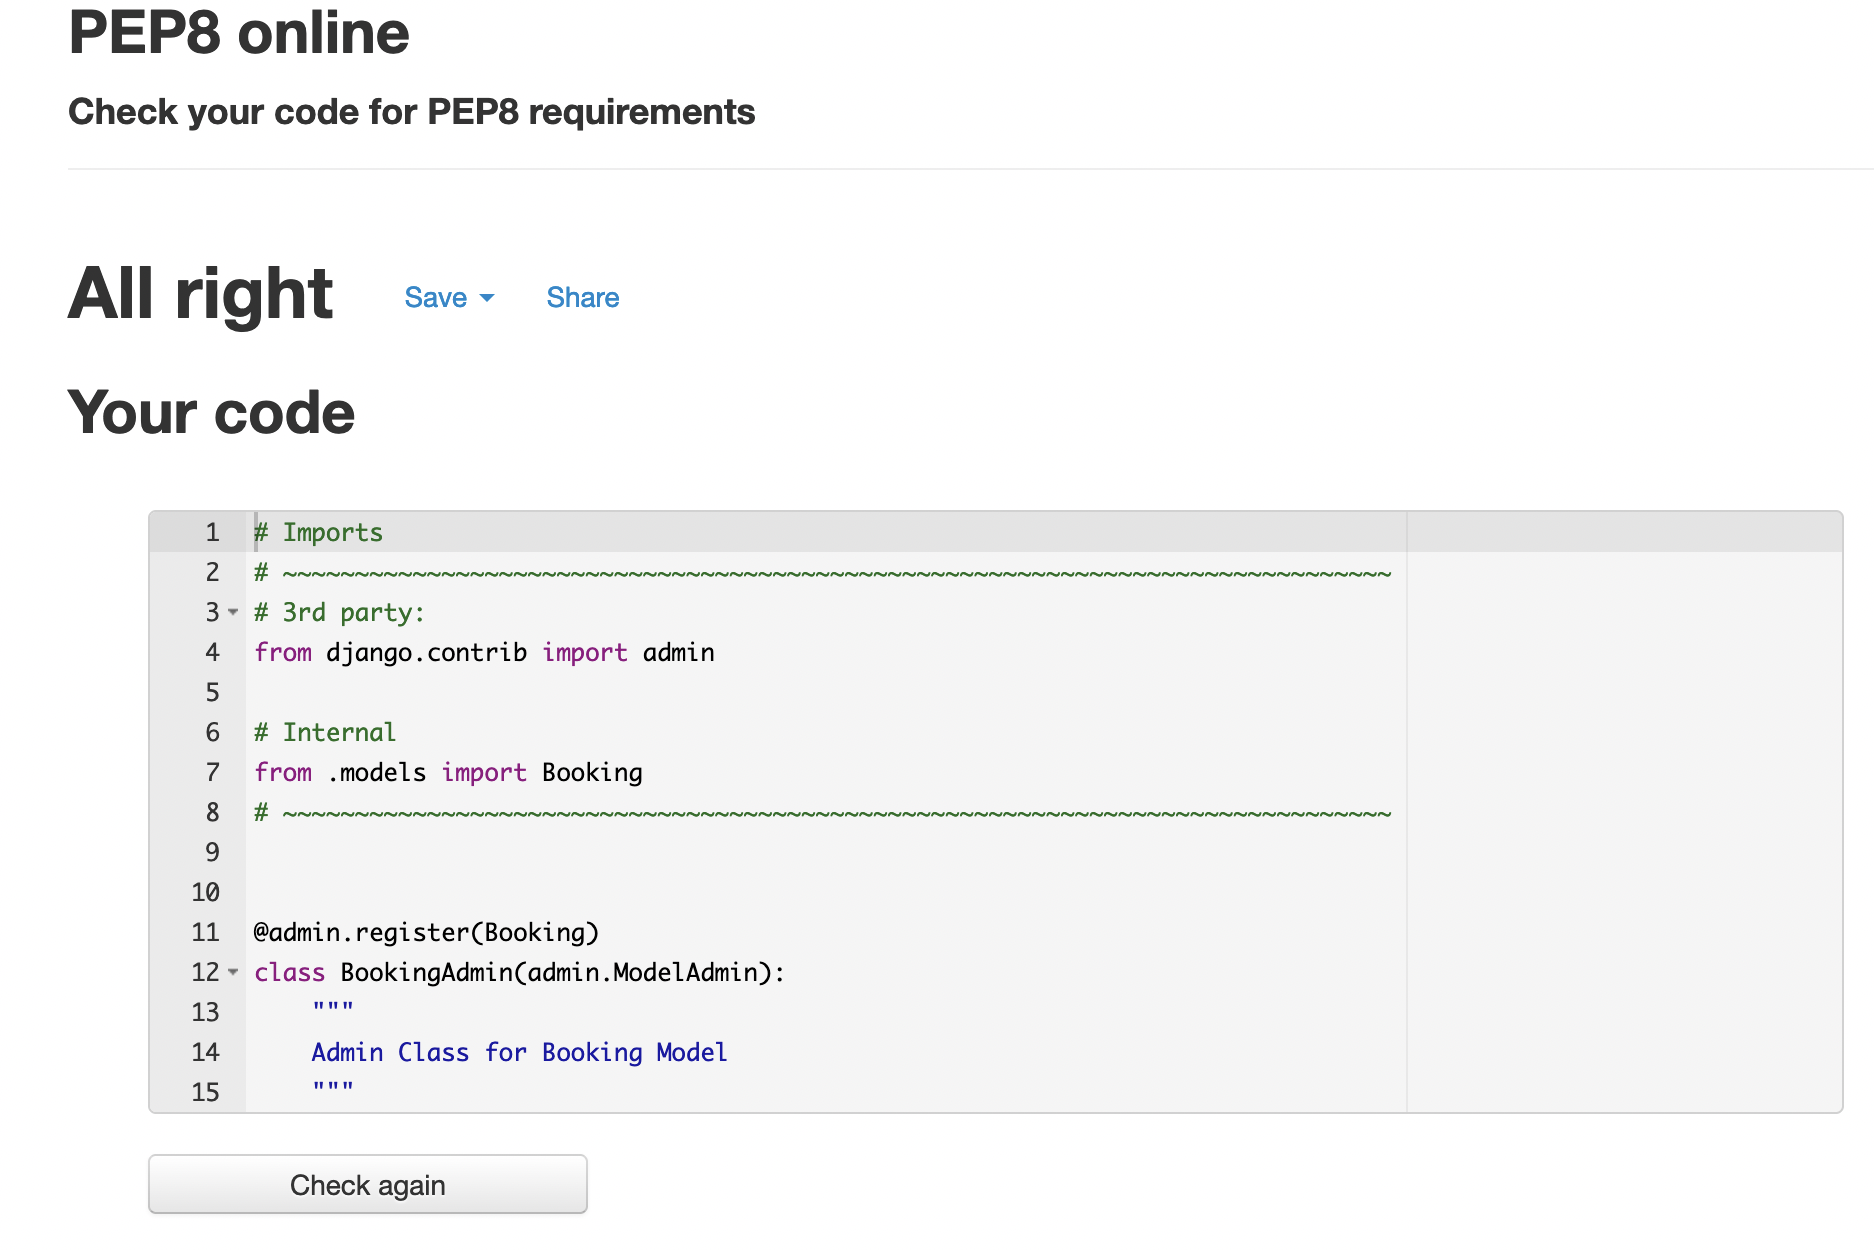 PEP8 online
Check your code for PEP8 requirements
All right Save Share
Your code
1 # Imports
2 # ~~~~~~~~~~~~~~~~~~~~~~~~~~~~~~~~~~~~~~~~~~~~~~~~~~~~~~~~~~~~~~~~~~~~~~~~~~~~~
3 # 3rd party:
4 from django.contrib import admin
5
6 # Internal
7 from .models import Booking
8 # ~~~~~~~~~~~~~~~~~~~~~~~~~~~~~~~~~~~~~~~~~~~~~~~~~~~~~~~~~~~~~~~~~~~~~~~~~~~~~
9
10
11 @admin.register(Booking)
12 class BookingAdmin(admin.ModelAdmin):
13     """
14     Admin Class for Booking Model
15     """
Check again